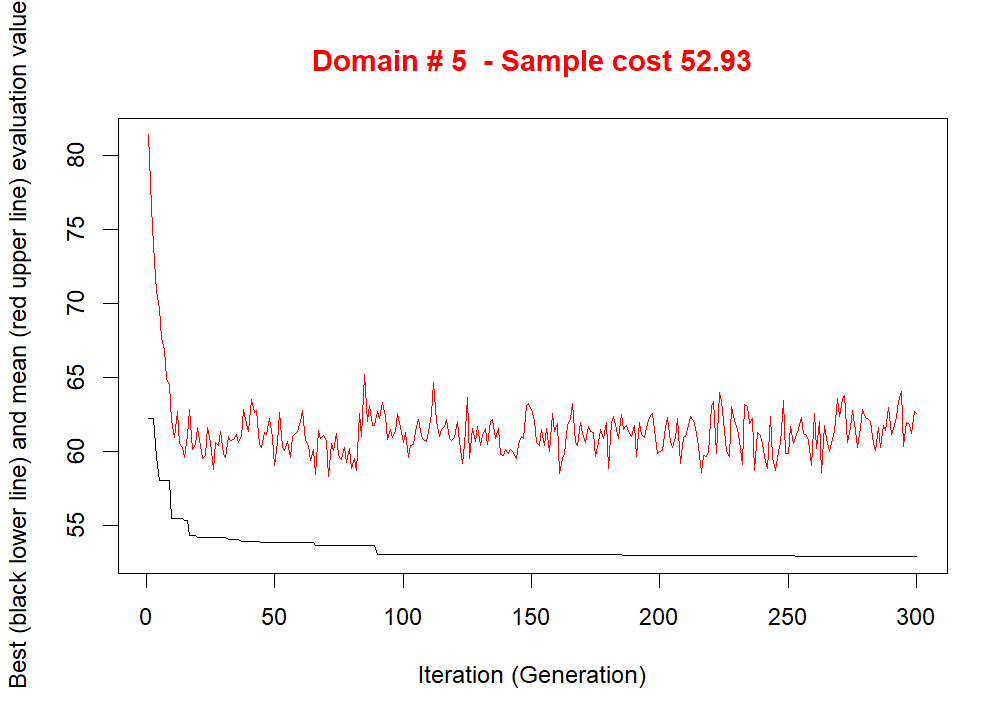 Domain # 5  - Sample cost 52.93
Best (black lower line) and mean (red upper line) evaluation value
80
75
70
65
60
55
0 50 100 150 200 250 300
Iteration (Generation)